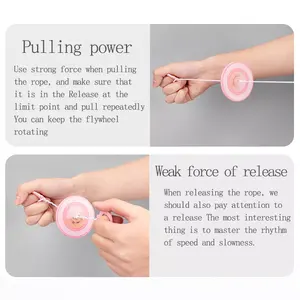 Pulling power
Use strong force when pulling
the rope, and make sure that
it is in the Release at the
limit point and pull repeatedly
You can keep the flywheel
rotating
Weak force of release
When releasing the rope, we
should also pay attention to
a release The most interesting
thing is to master the rhythm
of speed and slowness.